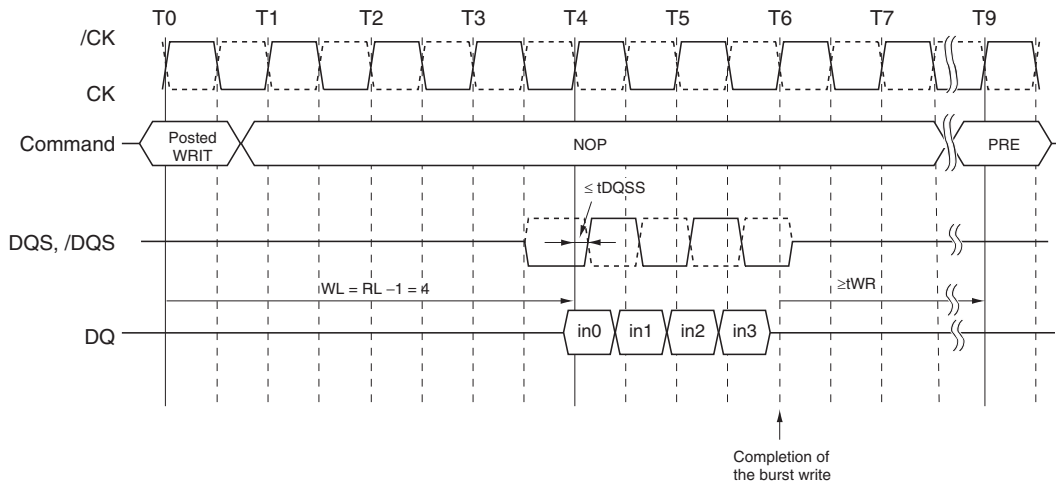 T0 T1 T2 T3 T4 T5 T6 T7 T9
/CK
CK
Command
Posted
WRIT
NOP
PRE
≤ tDQSS
DQS, /DQS
WL = RL −1 = 4
≥tWR
DQ
in0 in1 in2 in3
Completion of
the burst write